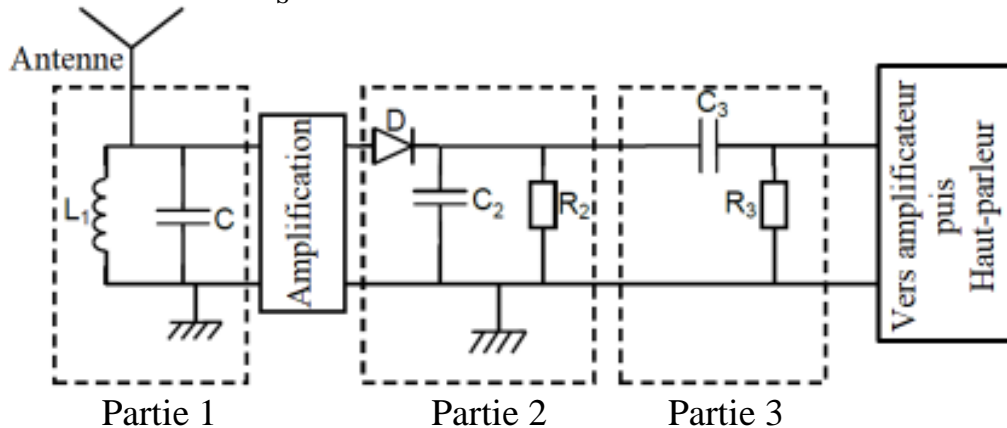 s
Antenne
L₁
C
Amplification
D
C₂
R₂
C₃
R₃
Vers amplificateur
puis
Haut-parleur
Partie 1
Partie 2
Partie 3